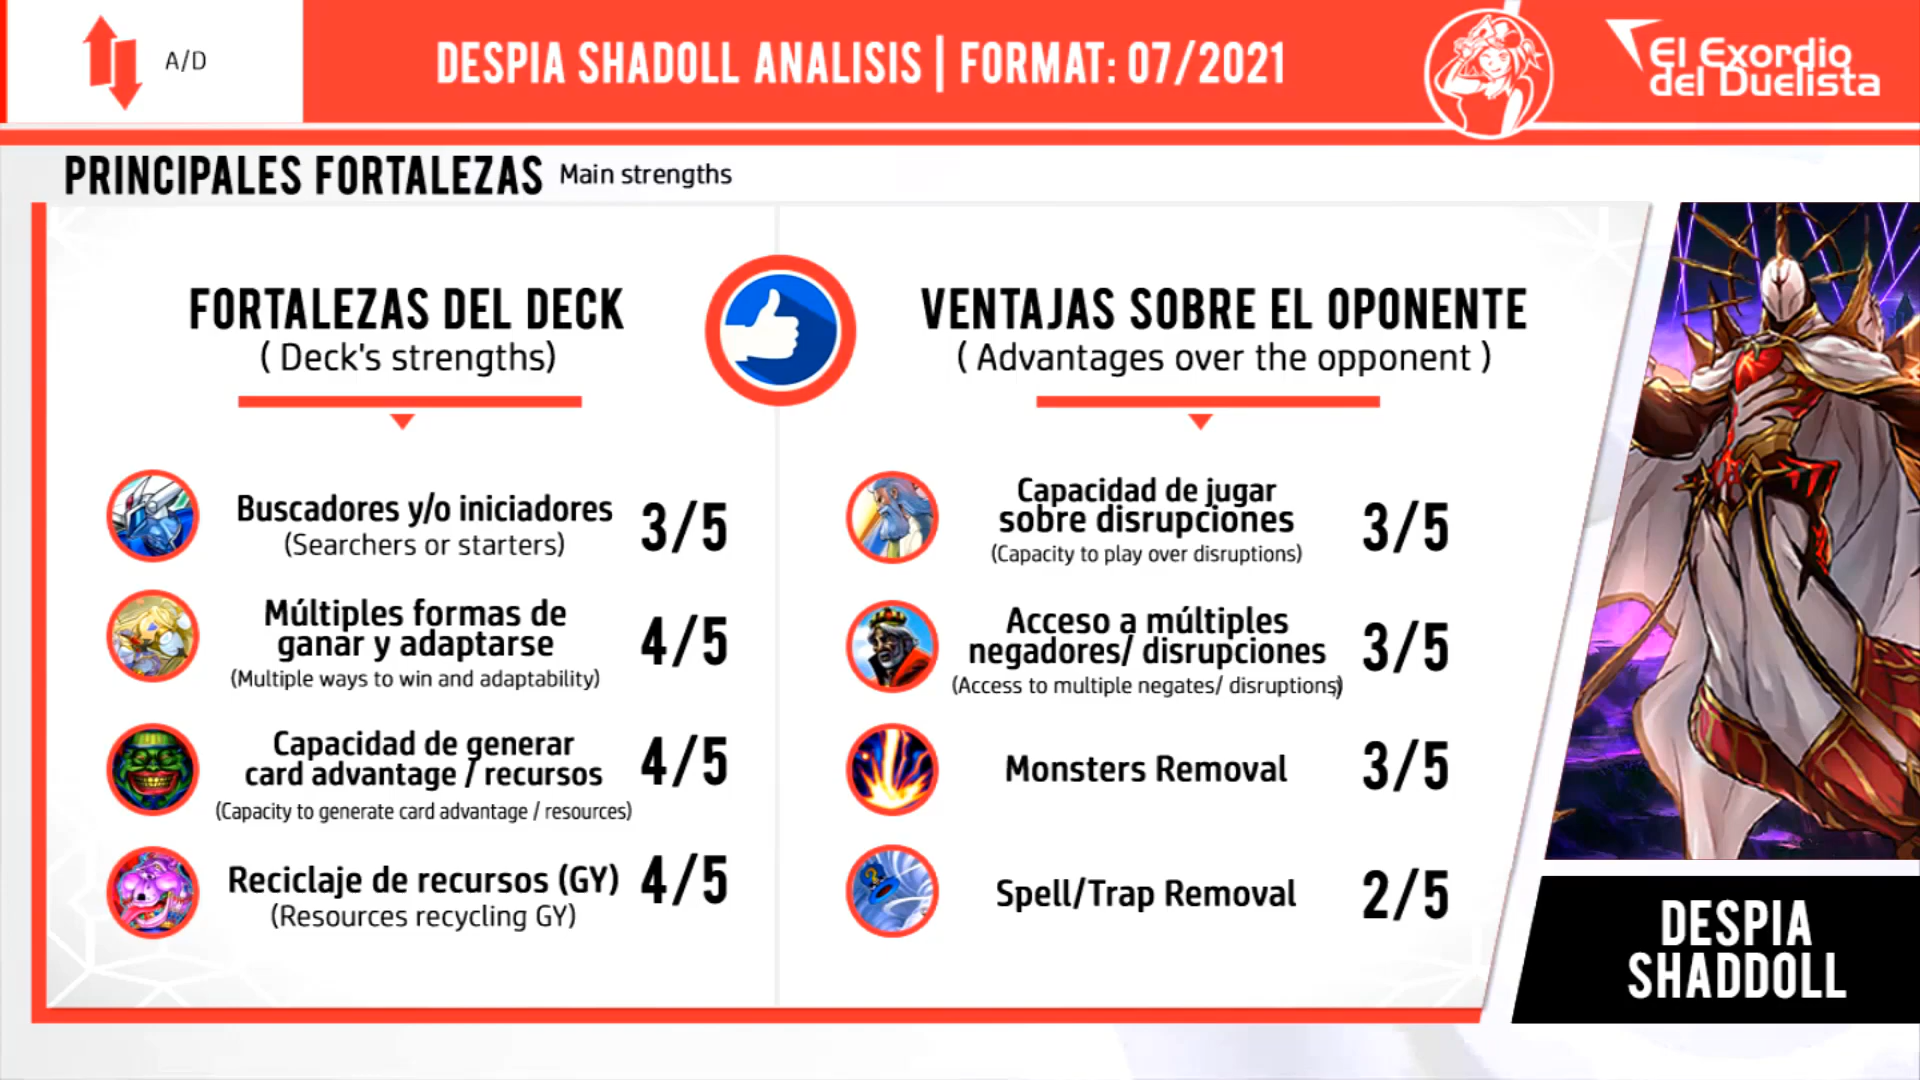 A/D
DESPIA SHADOLL ANALISIS | FORMAT: 07/2021
El Exordio
del Duelista
PRINCIPALES FORTALEZAS Main strengths
FORTALEZAS DEL DECK
( Deck's strengths)
Buscadores y/o iniciadores
(Searchers or starters)
3/5
Múltiples formas de
ganar y adaptarse
(Multiple ways to win and adaptability)
4/5
Capacidad de generar
card advantage / recursos
(Capacity to generate card advantage / resources)
4/5
Reciclaje de recursos (GY)
(Resources recycling GY)
4/5
VENTAJAS SOBRE EL OPONENTE
( Advantages over the opponent )
Capacidad de jugar
sobre disrupciones
(Capacity to play over disruptions)
3/5
Acceso a múltiples
negadores/ disrupciones
(Access to multiple negates/ disruptions)
3/5
Monsters Removal
3/5
Spell/Trap Removal
2/5
DESPIA
SHADDOLL